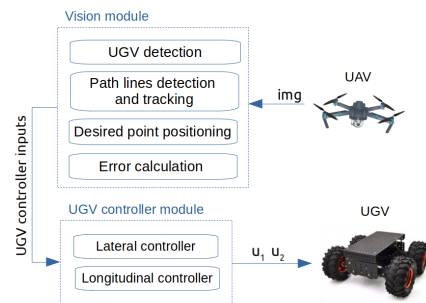 Vision module
UGV detection
Path lines detection
and tracking
Desired point positioning
Error calculation
img
UAV
UGV controller inputs
UGV controller module
Lateral controller
Longitudinal controller
u1 u2
UGV